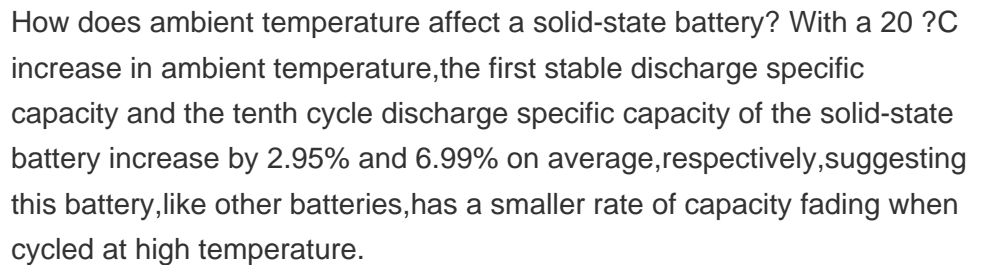 How does ambient temperature affect a solid-state battery? With a 20 ?C
increase in ambient temperature,the first stable discharge specific
capacity and the tenth cycle discharge specific capacity of the solid-state
battery increase by 2.95% and 6.99% on average,respectively,suggesting
this battery,like other batteries,has a smaller rate of capacity fading when
cycled at high temperature.